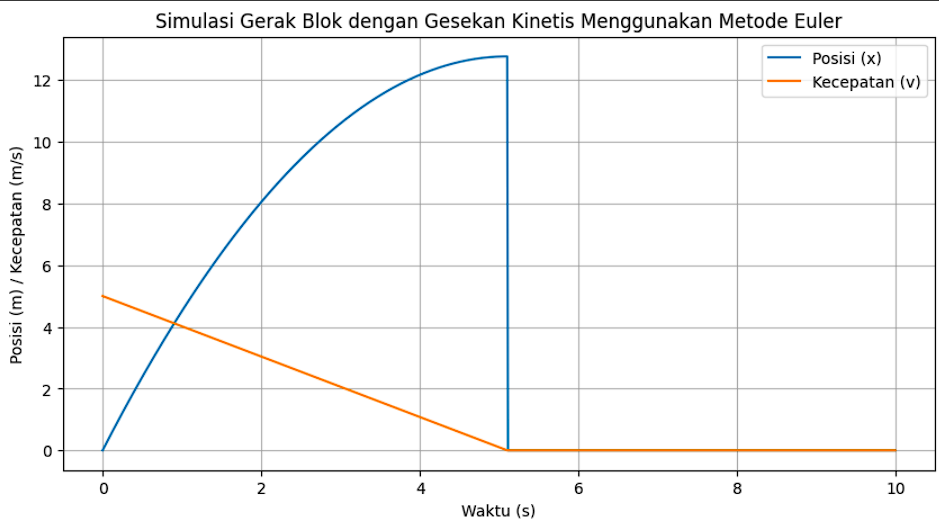 Simulasi Gerak Blok dengan Gesekan Kinetis Menggunakan Metode Euler
Posisi (x)
Kecepatan (v)
Posisi (m) / Kecepatan (m/s)
12
10
8
6
4
2
0
0 2 4 6 8 10
Waktu (s)